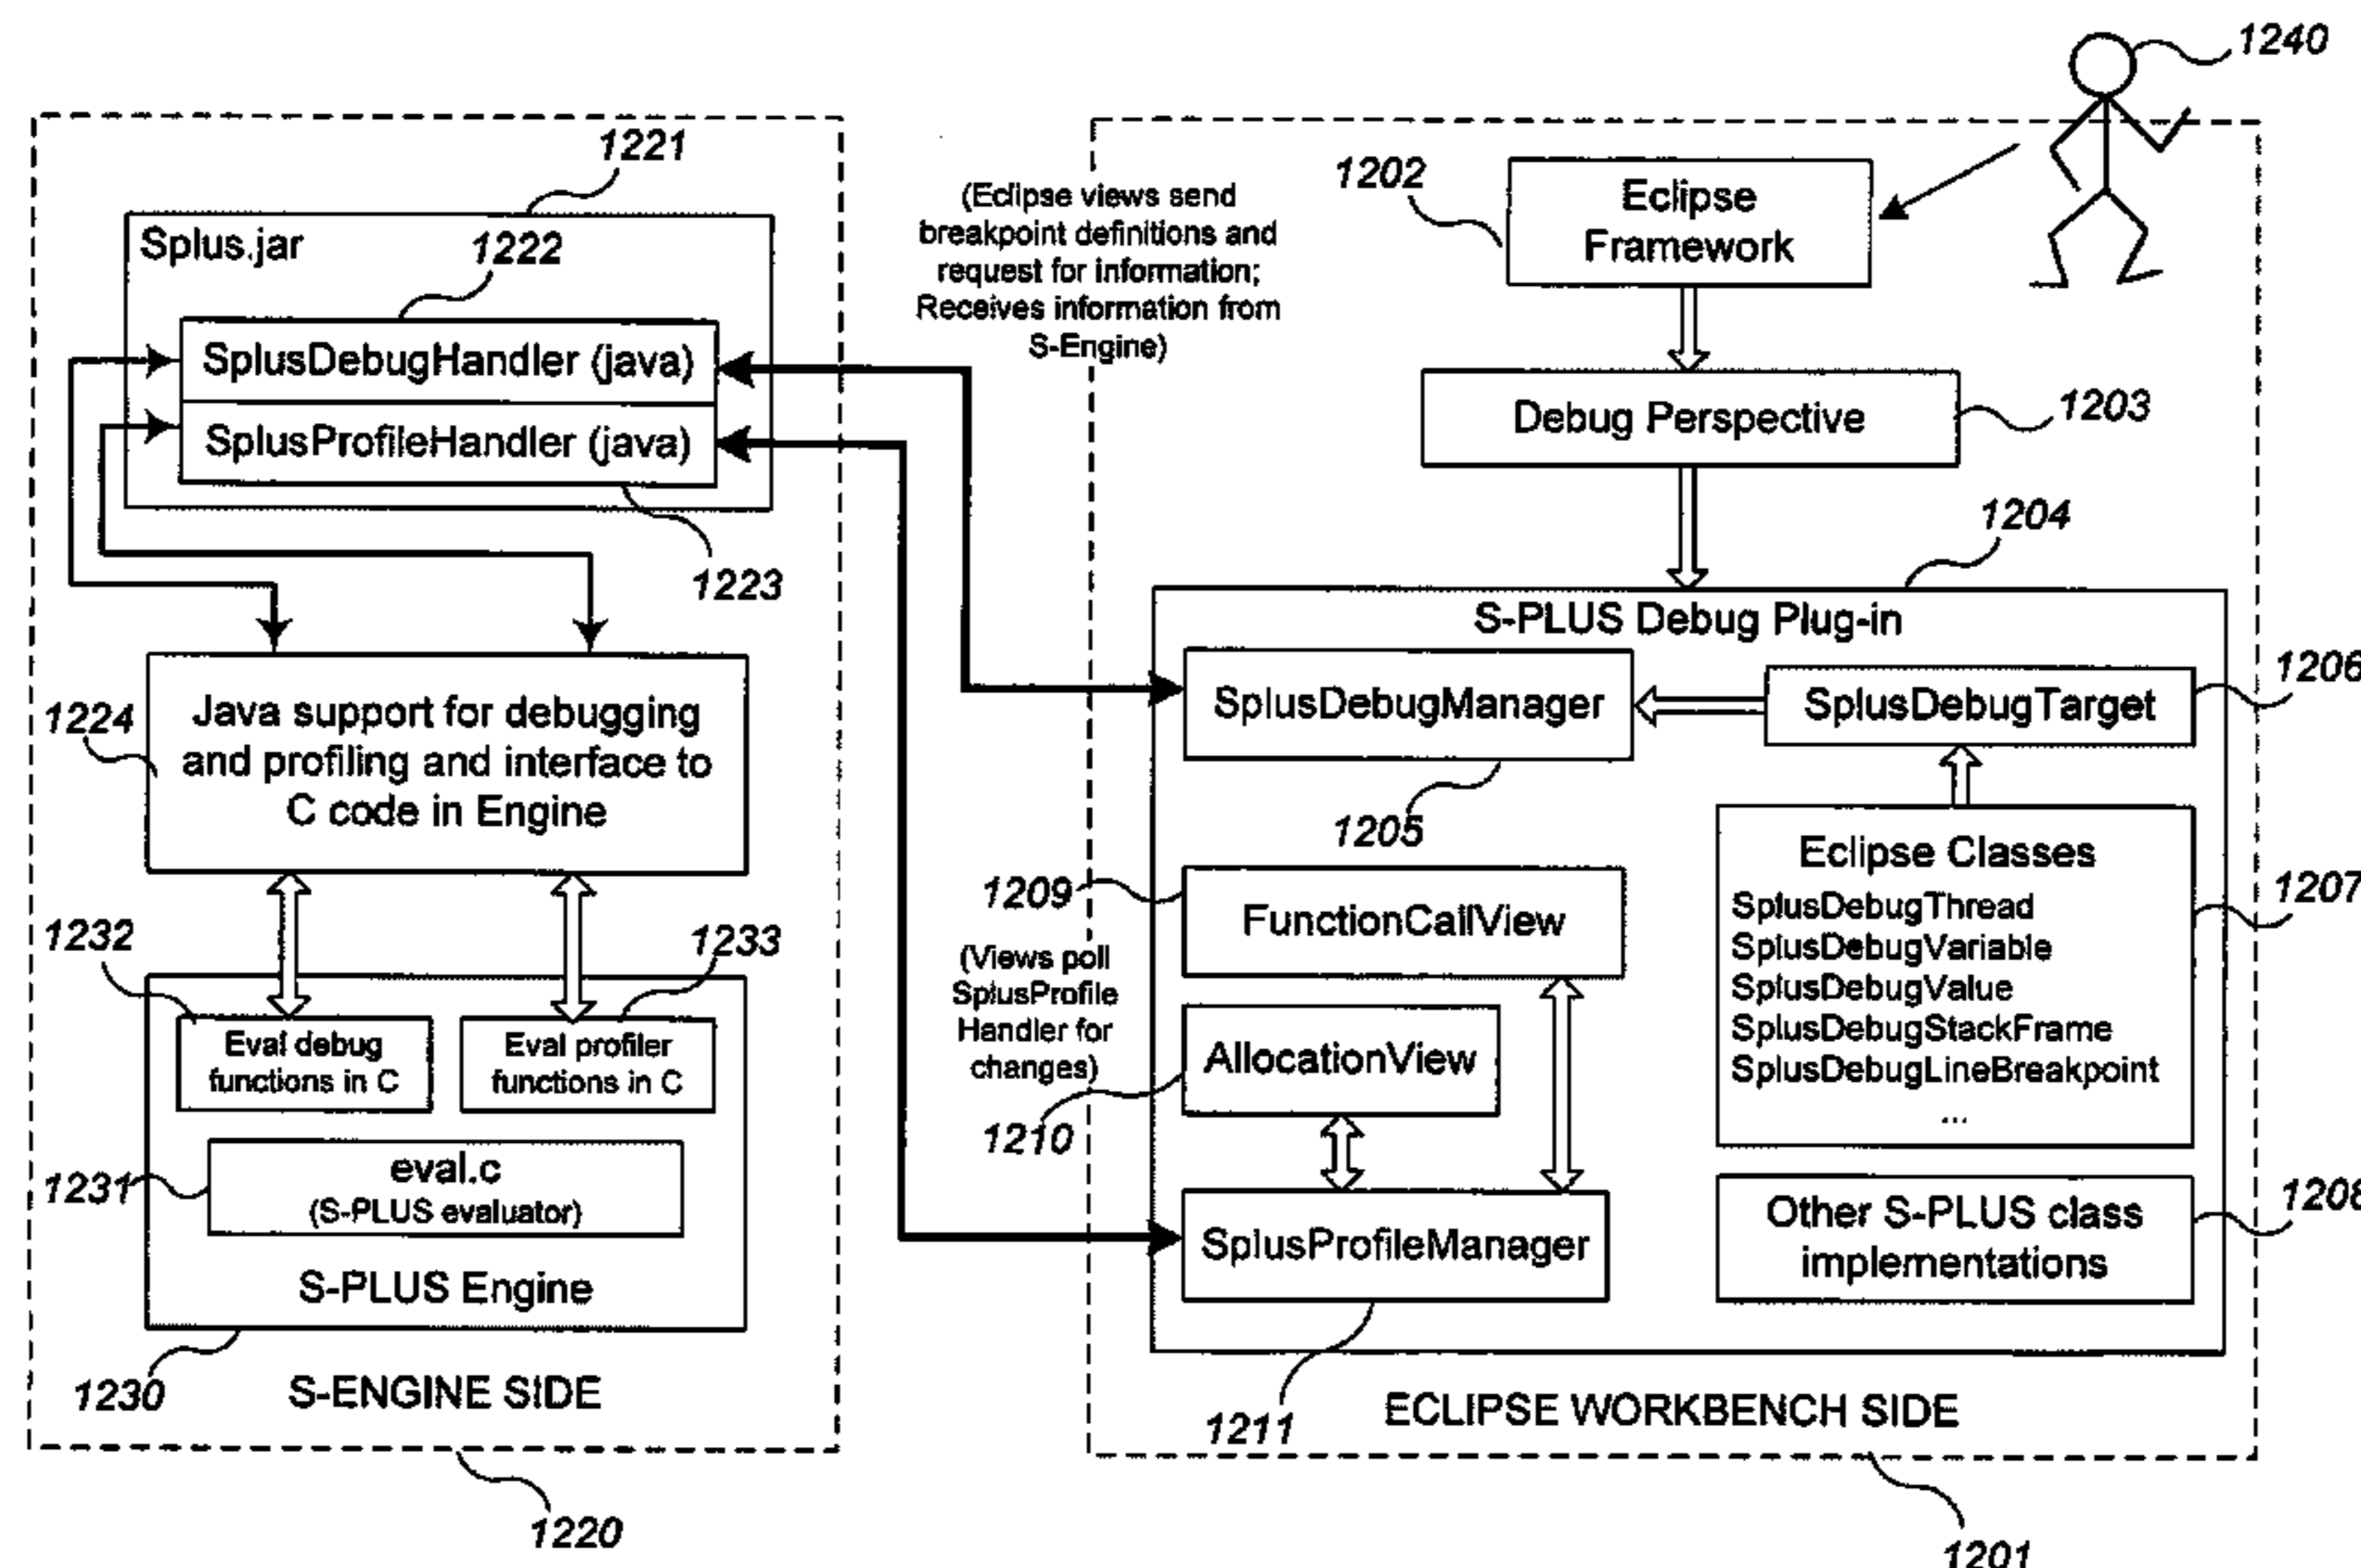 1240
1221
Splus.jar
1222
SplusDebugHandler (java)
SplusProfileHandler (java)
1223
1224
Java support for debugging
and profiling and interface to
C code in Engine
1232
1233
Eval debug
functions in C
Eval profiler
functions in C
1231
eval.c
(S-PLUS evaluator)
S-PLUS Engine
1230
S-ENGINE SIDE
1220
(Eclipse views send
breakpoint definitions and
request for information;
Receives information from
S-Engine)
(Views poll
SplusProfile
Handler for
changes)
1202
Eclipse
Framework
Debug Perspective
1203
1204
S-PLUS Debug Plug-in
SplusDebugManager
1205
SplusDebugTarget
1206
Eclipse Classes
SplusDebugThread
SplusDebugVariable
SplusDebugValue
SplusDebugStackFrame
SplusDebugLineBreakpoint
...
1207
1209
FunctionCallView
AllocationView
1210
SplusProfileManager
1211
Other S-PLUS class
implementations
1208
ECLIPSE WORKBENCH SIDE
1201